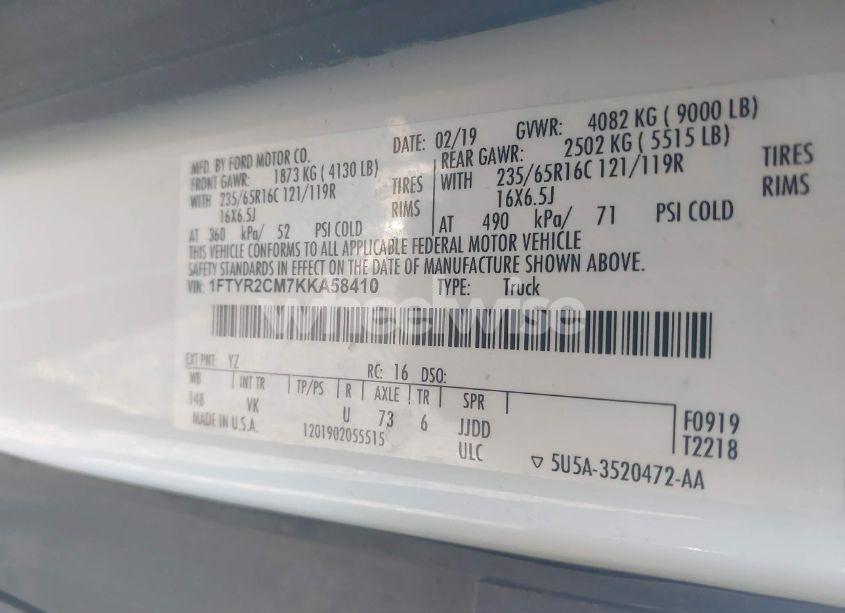 MFD. BY FORD MOTOR CO. DATE: 02/19 GVWR: 4082 KG ( 9000 LB)
FRONT GAWR: 1873 KG ( 4130 LB) REAR GAWR: 2502 KG ( 5515 LB)
WITH 235/65R16C 121/119R TIRES WITH 235/65R16C 121/119R TIRES
16X6.5J RIMS 16X6.5J RIMS
AT 360 kPa/ 52 PSI COLD AT 490 kPa/ 71 PSI COLD
THIS VEHICLE CONFORMS TO ALL APPLICABLE FEDERAL MOTOR VEHICLE
SAFETY STANDARDS IN EFFECT ON THE DATE OF MANUFACTURE SHOWN ABOVE.
VIN: 1FTYR2CM7KKA58410 TYPE: Truck
wheelwise
EXT PNT: YZ RC: 16 DSO:
WB INT TR TP/PS R AXLE TR SPR
148 VK U 73 6 JJDD F0919
MADE IN U.S.A. 1201902055515 ULC T2218
5U5A-3520472-AA